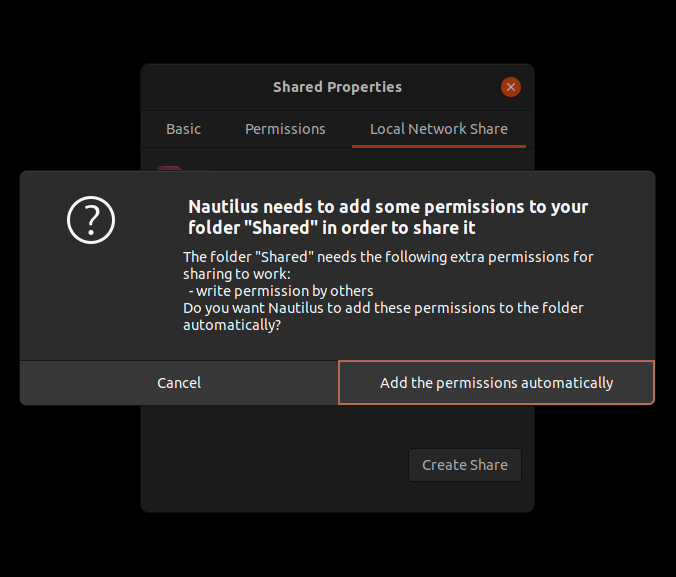 Shared Properties
Basic Permissions Local Network Share
Nautilus needs to add some permissions to your
folder "Shared" in order to share it
The folder "Shared" needs the following extra permissions for
sharing to work:
- write permission by others
Do you want Nautilus to add these permissions to the folder
automatically?
Cancel Add the permissions automatically
Create Share